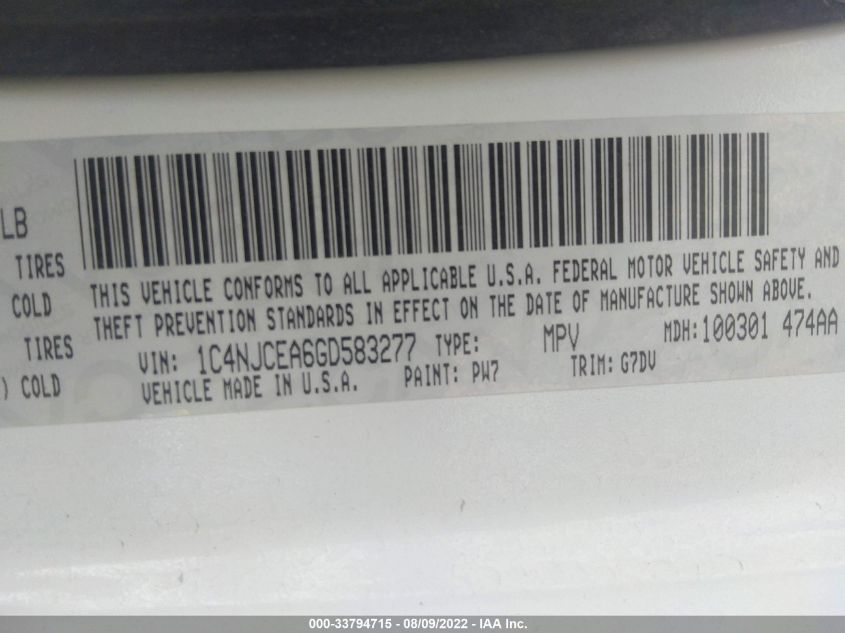 LB
TIRES
COLD
TIRES
) COLD
THIS VEHICLE CONFORMS TO ALL APPLICABLE U.S.A. FEDERAL MOTOR VEHICLE SAFETY AND
THEFT PREVENTION STANDARDS IN EFFECT ON THE DATE OF MANUFACTURE SHOWN ABOVE.
VIN: 1C4NJCEA6GD583277 TYPE: MPV MDH:100301 474AA
VEHICLE MADE IN U.S.A. PAINT: PW7 TRIM: G7DV
000-33794715 - 08/09/2022 - IAA Inc.